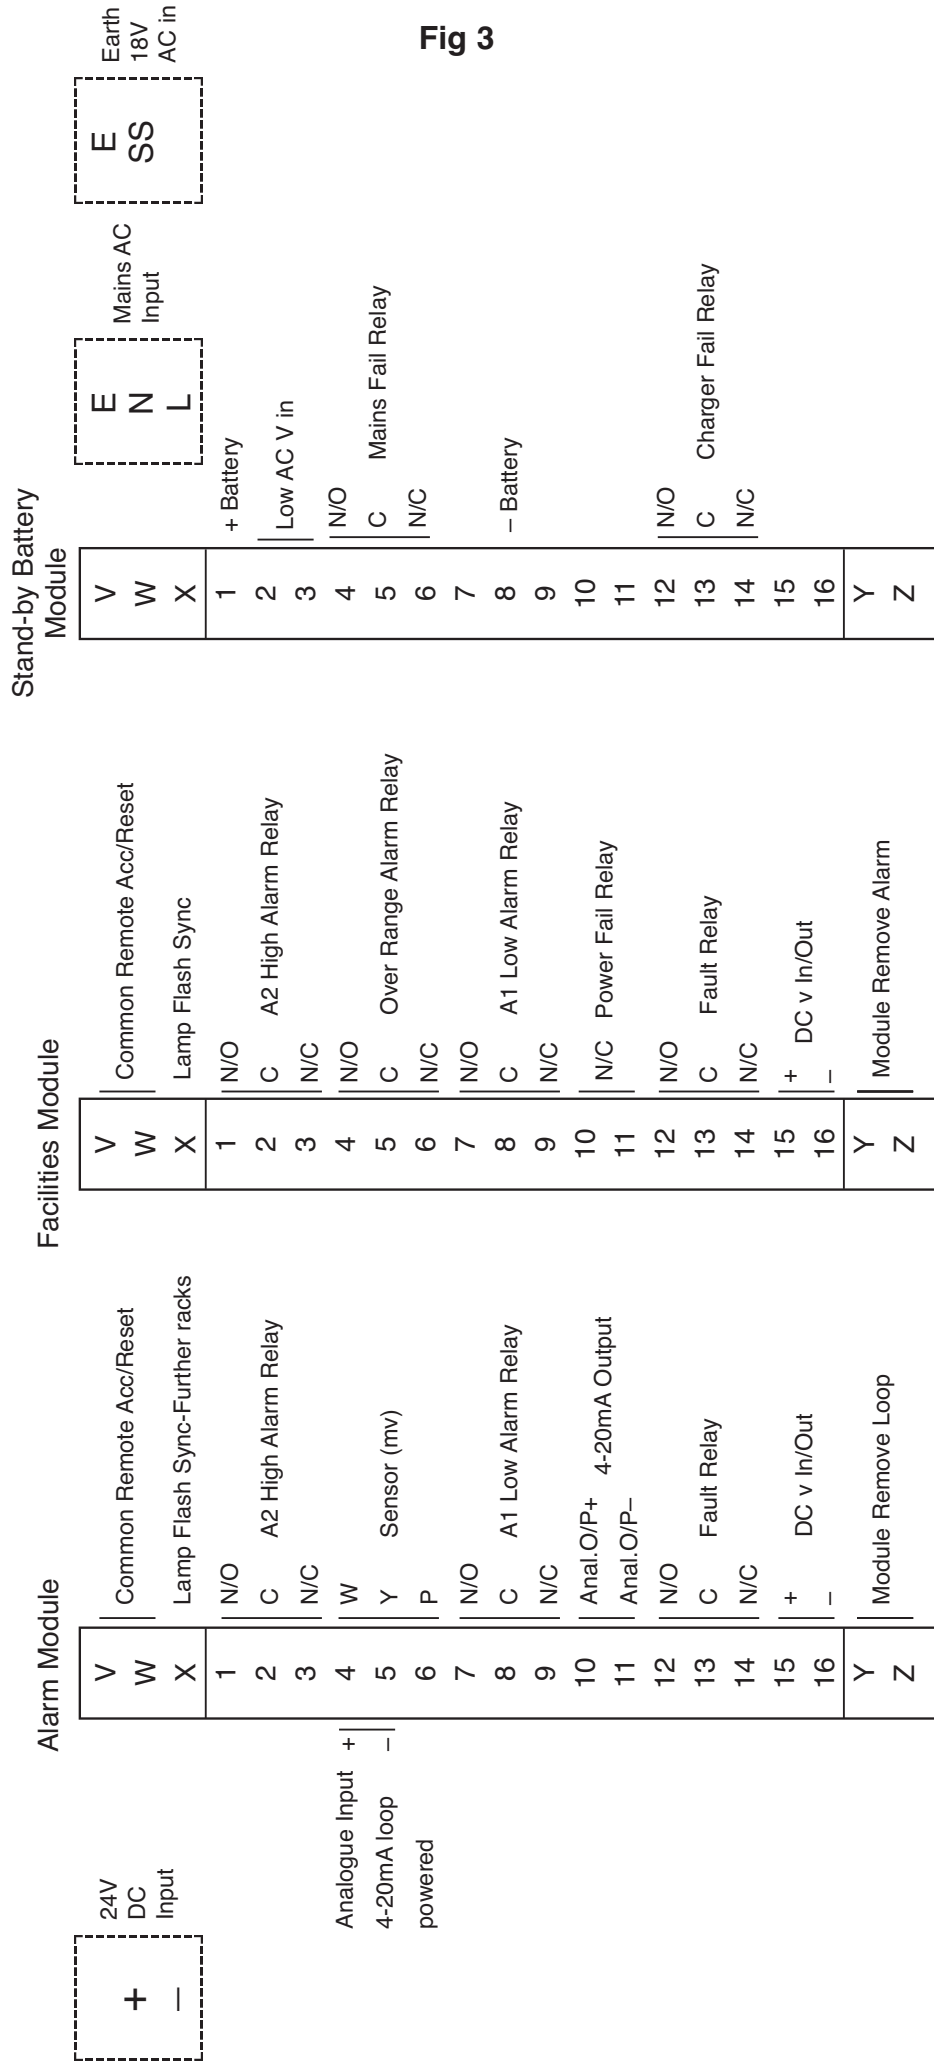 Fig 3
24V
DC
Input
+
–
Alarm Module
V
W
X
1
2
3
4
5
6
7
8
9
10
11
12
13
14
15
16
Y
Z
Analogue Input +
4-20mA loop –
powered
Common Remote Acc/Reset
Lamp Flash Sync-Further racks
N/O
C A2 High Alarm Relay
N/C
W
Y Sensor (mv)
P
N/O
C A1 Low Alarm Relay
N/C
Anal.O/P+
4-20mA Output
Anal.O/P–
N/O
C Fault Relay
N/C
+
DC v In/Out
–
Module Remove Loop
Facilities Module
V
W
X
1
2
3
4
5
6
7
8
9
10
11
12
13
14
15
16
Y
Z
Common Remote Acc/Reset
Lamp Flash Sync
N/O
C A2 High Alarm Relay
N/C
N/O
C Over Range Alarm Relay
N/C
N/O
C A1 Low Alarm Relay
N/C
N/C Power Fail Relay
N/O
C Fault Relay
N/C
+
DC v In/Out
–
Module Remove Alarm
Stand-by Battery
Module
V
W
X
1
2
3
4
5
6
7
8
9
10
11
12
13
14
15
16
Y
Z
+ Battery
Low AC V in
N/O
C Mains Fail Relay
N/C
– Battery
N/O
C Charger Fail Relay
N/C
E
N
L
Mains AC
Input
E
SS
Earth
18V
AC in